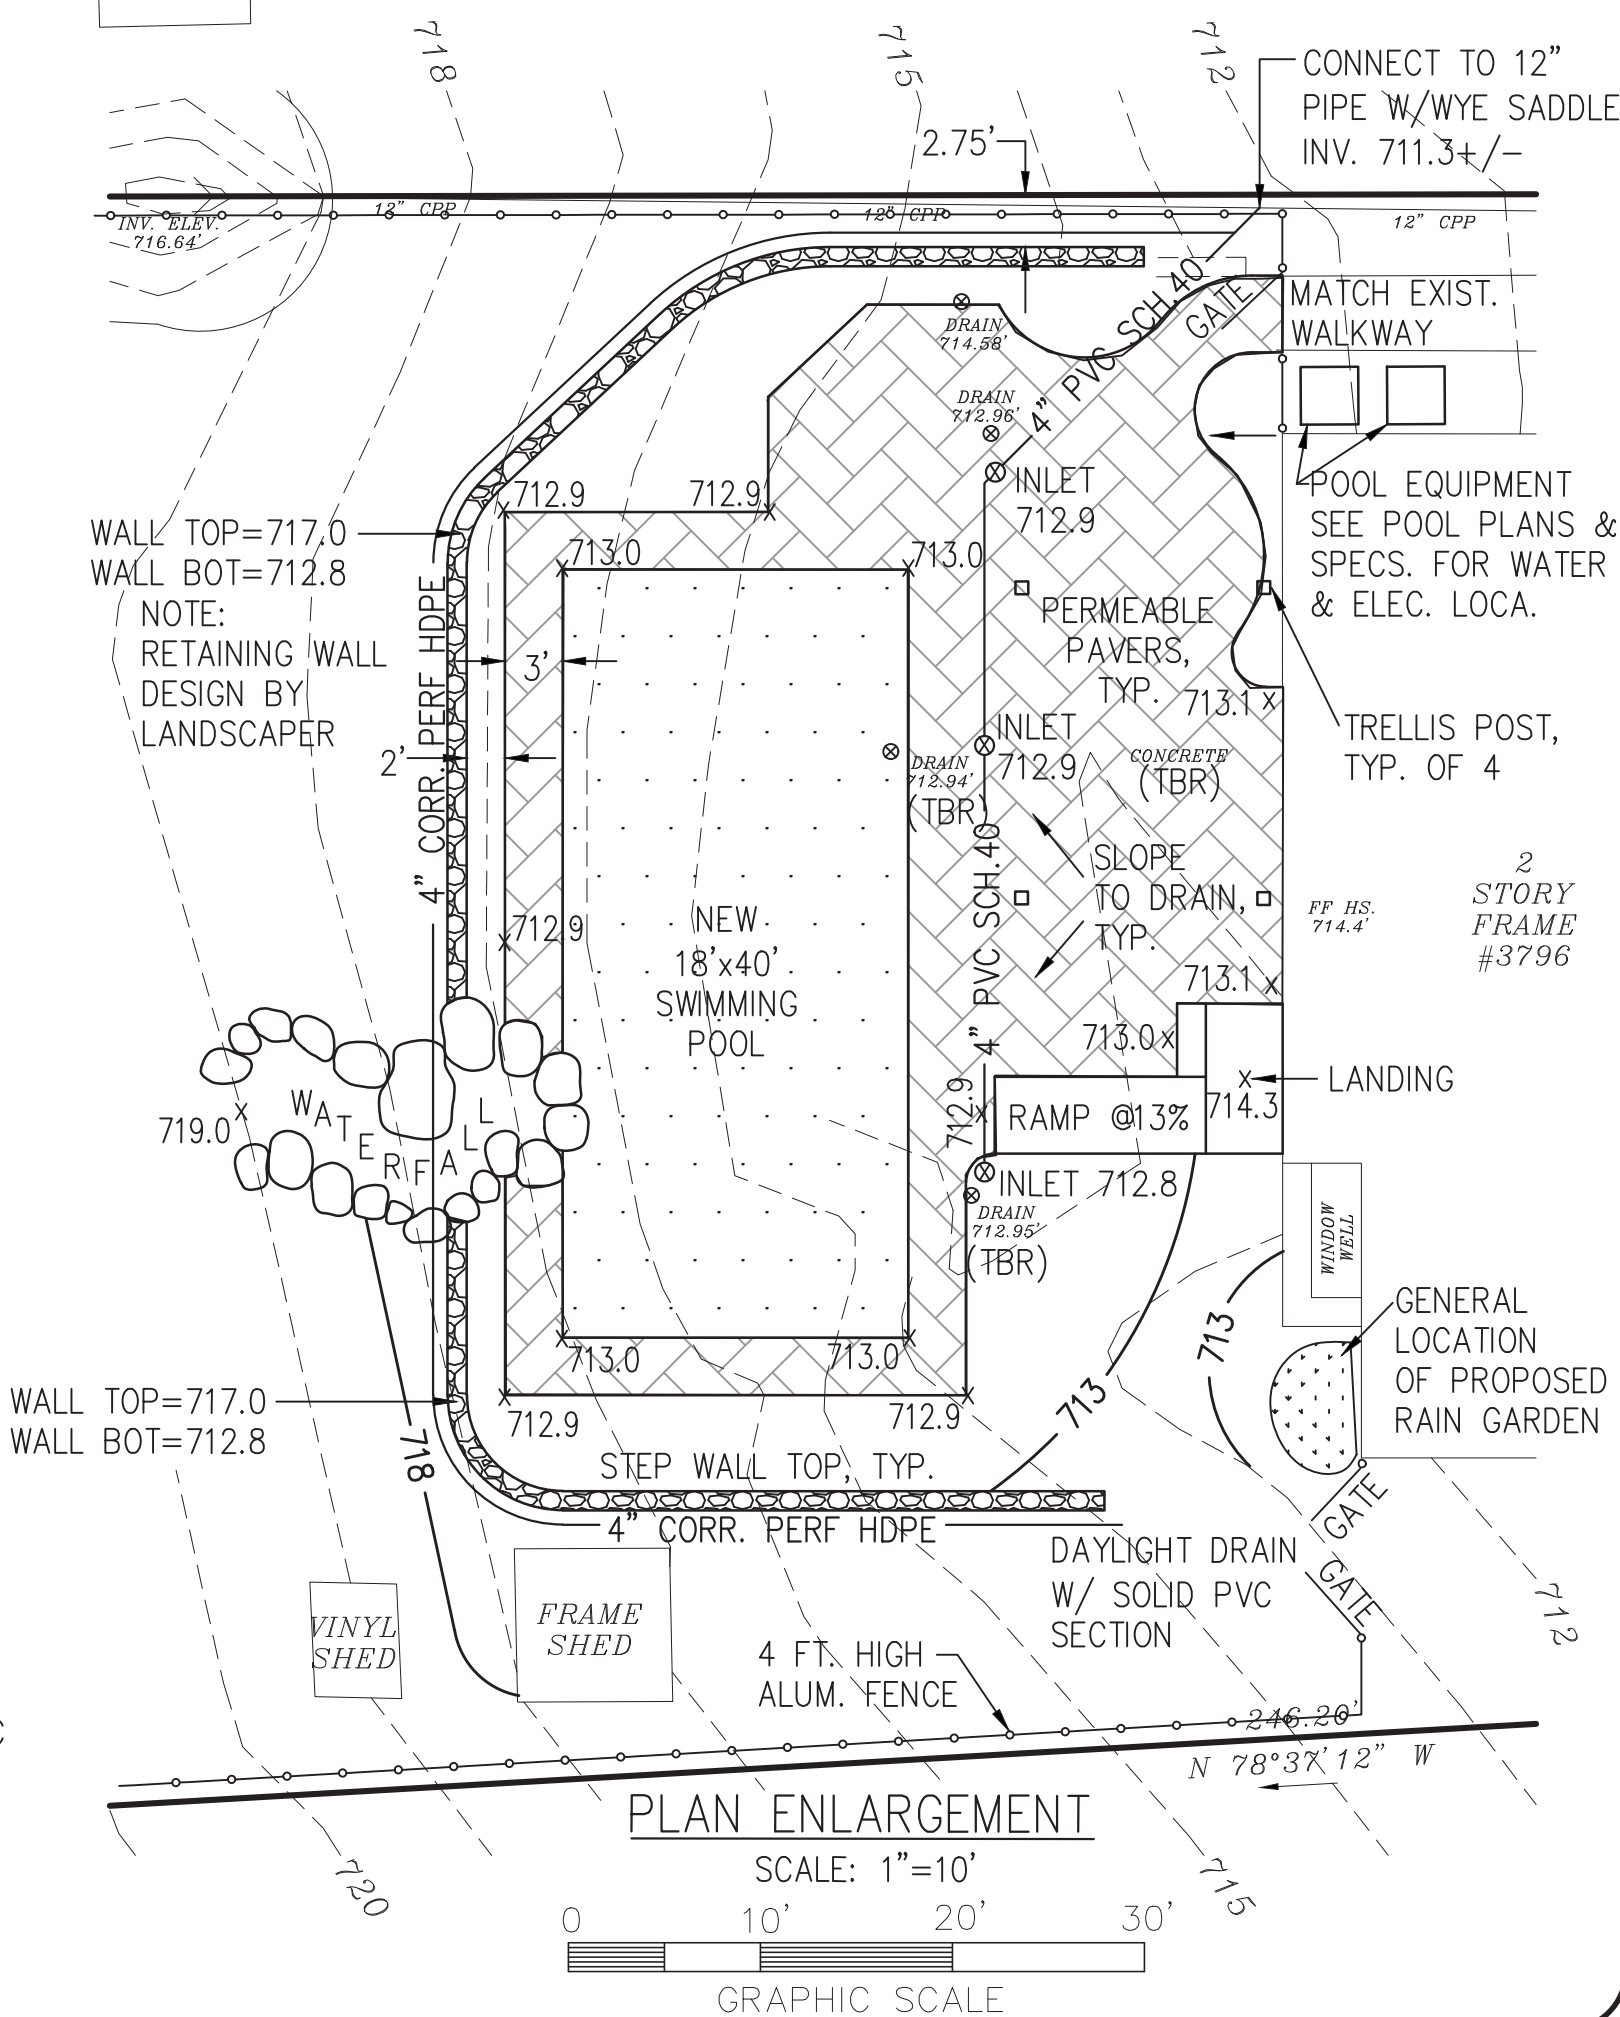 718
715
712
CONNECT TO 12"
PIPE W/WYE SADDLE
INV. 711.3+/-
2.75'
12" CPP
12" CPP
12" CPP
INV. ELEV.
716.64'
4" PVC SCH.40
GATE
MATCH EXIST.
WALKWAY
DRAIN
714.58'
DRAIN
712.96'
INLET
712.9
712.9
712.9
WALL TOP=717.0
WALL BOT=712.8
NOTE:
RETAINING WALL
DESIGN BY
LANDSCAPER
POOL EQUIPMENT
SEE POOL PLANS &
SPECS. FOR WATER
& ELEC. LOCA.
713.0
713.0
4" CORR. PERF HDPE
PERMEABLE
PAVERS,
TYP.
713.1
3'
2'
TRELLIS POST,
TYP. OF 4
INLET
712.9
DRAIN
712.94'
(TBR)
CONCRETE
(TBR)
4" PVC SCH.40
SLOPE
TO DRAIN,
TYP.
2
STORY
FRAME
#3796
FF HS.
714.4'
712.9
NEW
18'x40'
SWIMMING
POOL
713.1
713.0
LANDING
714.3
RAMP @13%
712.9
WATERFALL
719.0
INLET 712.8
DRAIN
712.95'
(TBR)
WINDOW
WELL
713
713
GENERAL
LOCATION
OF PROPOSED
RAIN GARDEN
713.0
713.0
WALL TOP=717.0
WALL BOT=712.8
712.9
712.9
718
STEP WALL TOP, TYP.
4" CORR. PERF HDPE
GATE
GATE
DAYLIGHT DRAIN
W/ SOLID PVC
SECTION
712
VINYL
SHED
FRAME
SHED
4 FT. HIGH
ALUM. FENCE
246.20'
N 78°37'12" W
PLAN ENLARGEMENT
SCALE: 1"=10'
720
715
0 10' 20' 30'
GRAPHIC SCALE